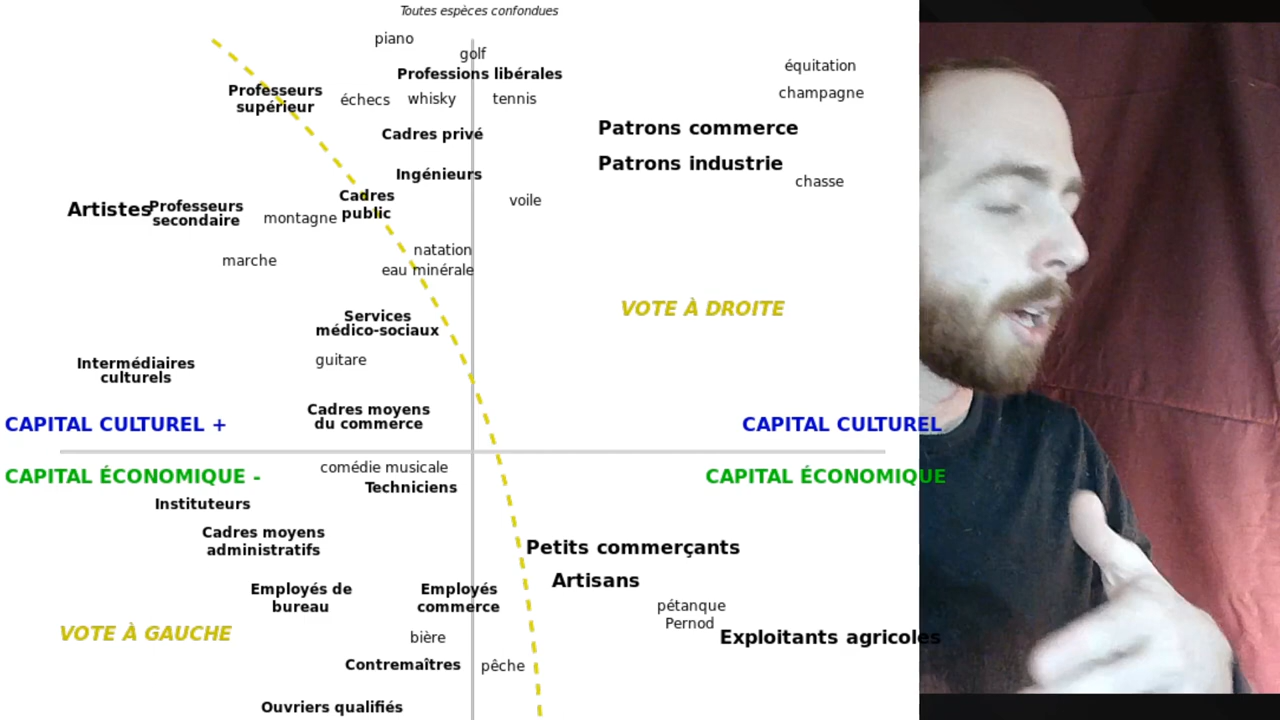 Toutes espèces confondues
piano
golf
équitation
Professions libérales
Professeurs
supérieur
échecs
whisky
tennis
champagne
Patrons commerce
Cadres privé
Patrons industrie
Ingénieurs
chasse
Cadres
public
voile
Artistes
Professeurs
secondaire
montagne
natation
marche
eau minérale
VOTE À DROITE
Services
médico-sociaux
guitare
Intermédiaires
culturels
Cadres moyens
du commerce
CAPITAL CULTUREL +
CAPITAL CULTUREL
comédie musicale
CAPITAL ÉCONOMIQUE -
CAPITAL ÉCONOMIQUE
Techniciens
Instituteurs
Cadres moyens
administratifs
Petits commerçants
Artisans
Employés de
bureau
Employés
commerce
pétanque
Pernod
VOTE À GAUCHE
bière
Exploitants agricoles
Contremaîtres
pêche
Ouvriers qualifiés